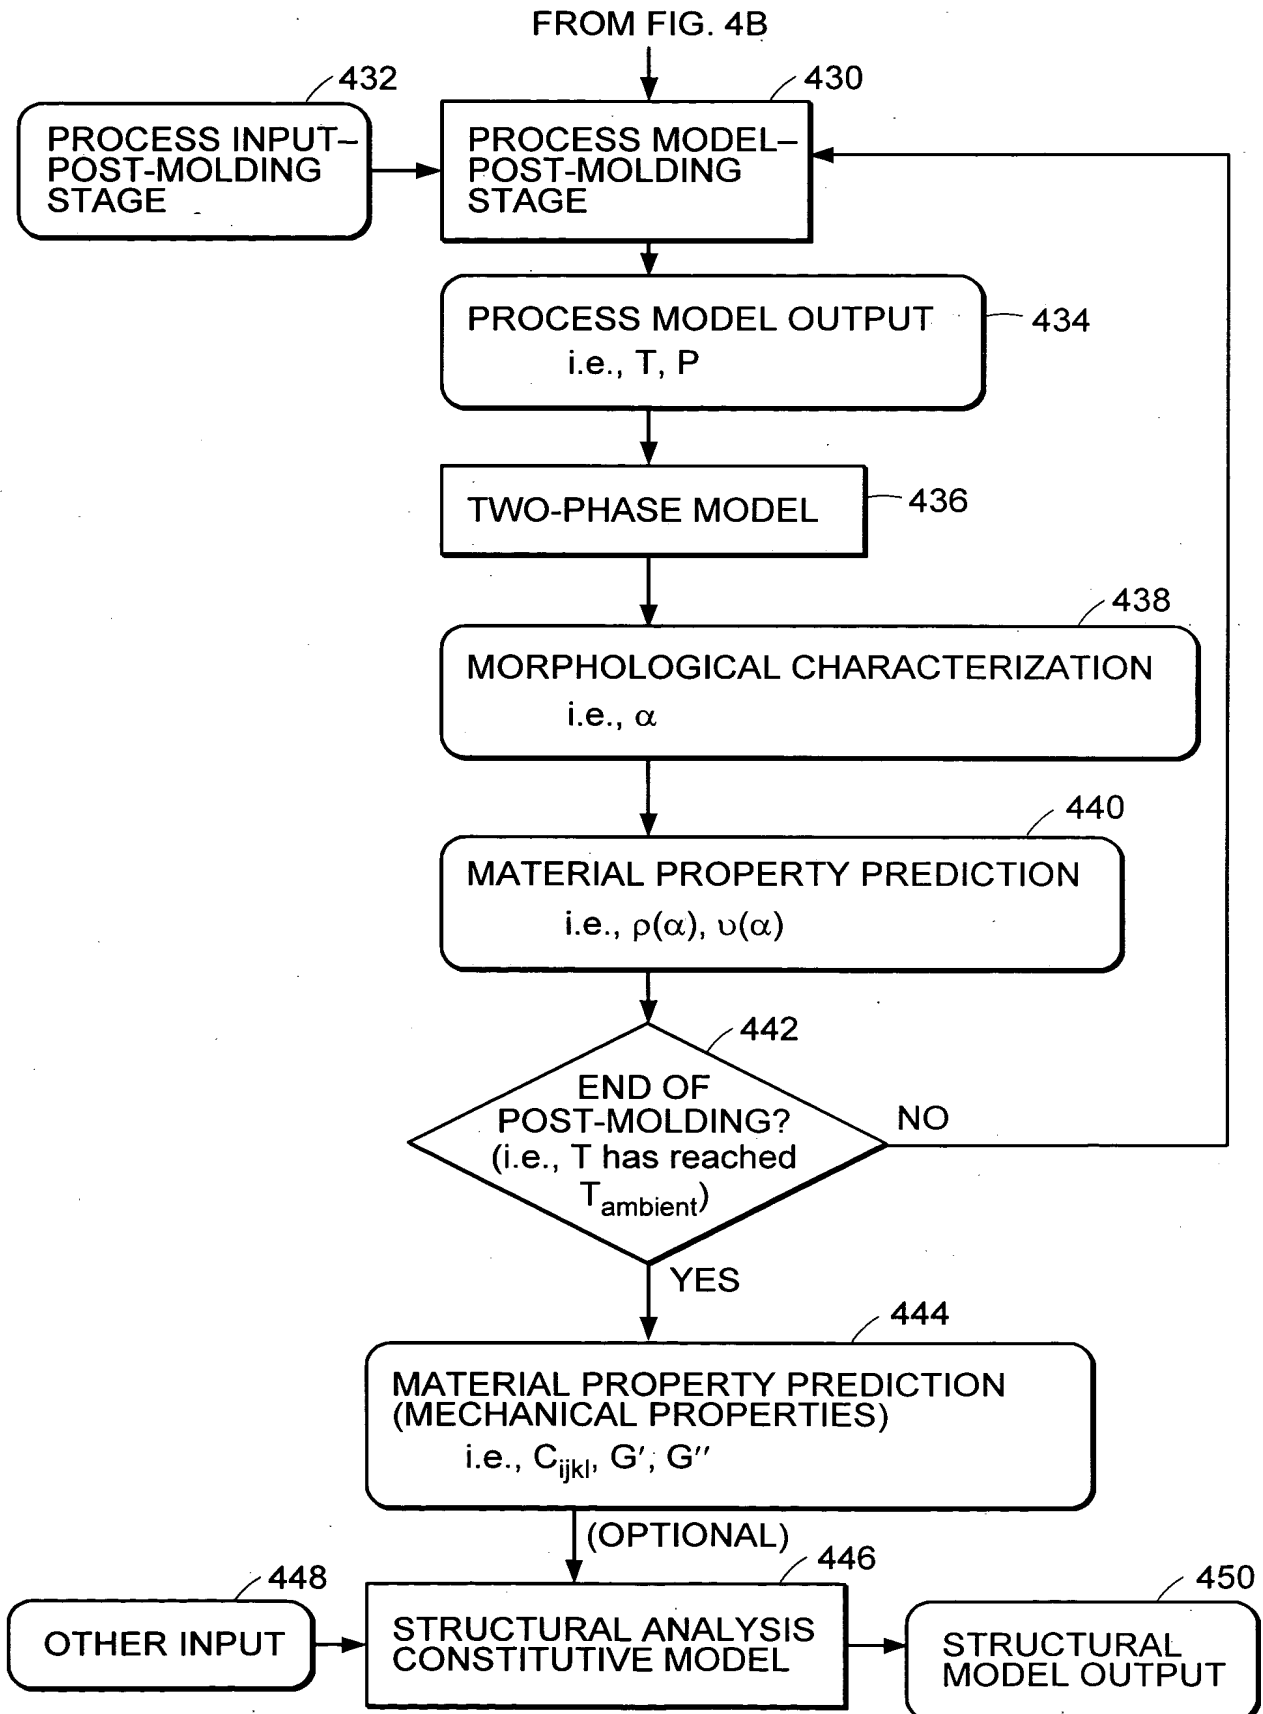 FROM FIG. 4B
432
430
PROCESS INPUT–
POST-MOLDING
STAGE
PROCESS MODEL–
POST-MOLDING
STAGE
PROCESS MODEL OUTPUT
i.e., T, P
434
TWO-PHASE MODEL
436
438
MORPHOLOGICAL CHARACTERIZATION
i.e., α
440
MATERIAL PROPERTY PREDICTION
i.e., ρ(α), υ(α)
442
END OF
POST-MOLDING?
(i.e., T has reached
T_ambient)
NO
YES
444
MATERIAL PROPERTY PREDICTION
(MECHANICAL PROPERTIES)
i.e., C_ijkl, G′, G′′
(OPTIONAL)
446
448
450
OTHER INPUT
STRUCTURAL ANALYSIS
CONSTITUTIVE MODEL
STRUCTURAL
MODEL OUTPUT